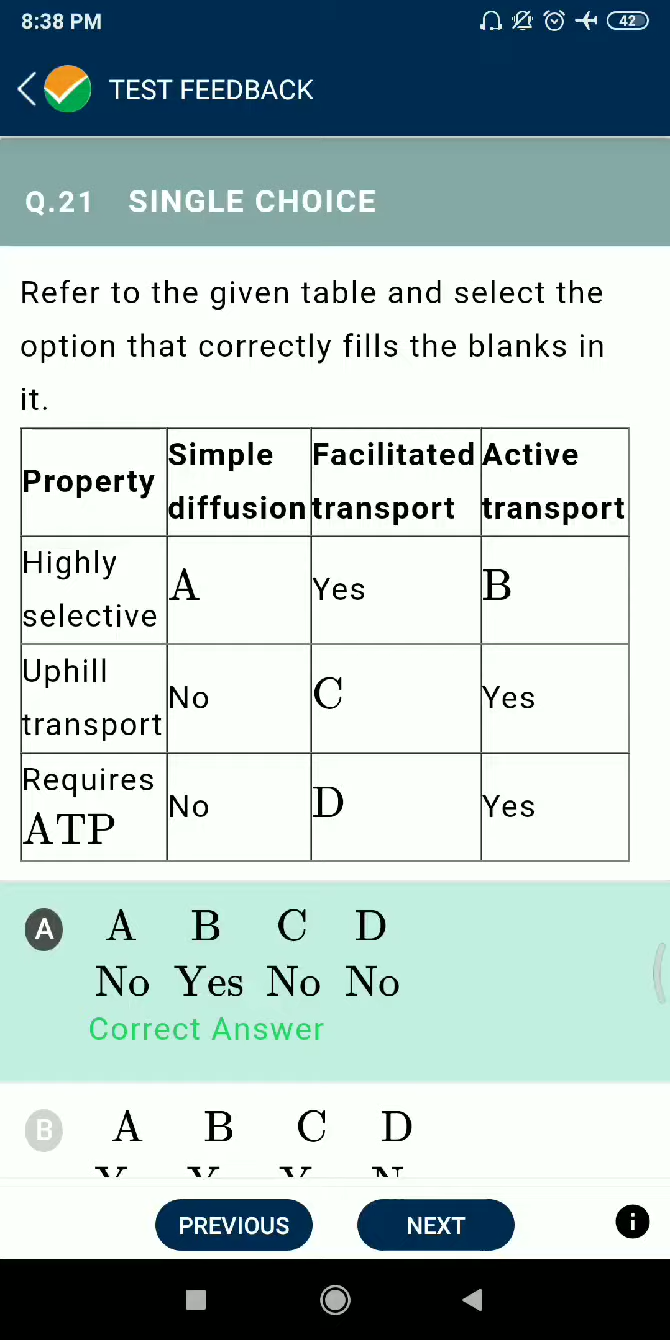 8:38 PM 42
TEST FEEDBACK
Q.21 SINGLE CHOICE
Refer to the given table and select the
option that correctly fills the blanks in
it.
Property Simple diffusion Facilitated transport Active transport
Highly selective A Yes B
Uphill transport No C Yes
Requires ATP No D Yes
A A B C D
No Yes No No
Correct Answer
B A B C D
PREVIOUS NEXT i